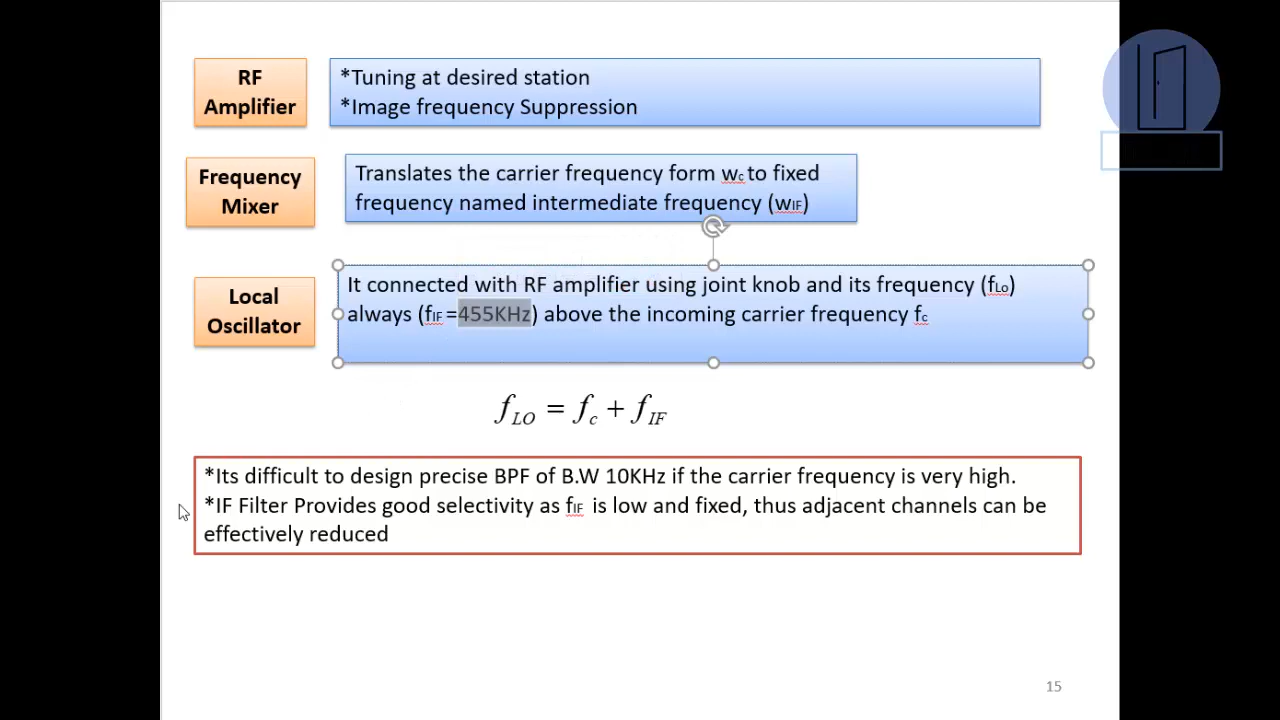 RF
Amplifier
*Tuning at desired station
*Image frequency Suppression
Frequency
Mixer
Translates the carrier frequency form wc to fixed
frequency named intermediate frequency (wIF)
Local
Oscillator
It connected with RF amplifier using joint knob and its frequency (fLo)
always (fIF =455KHz) above the incoming carrier frequency fc
fLO = fc + fIF
*Its difficult to design precise BPF of B.W 10KHz if the carrier frequency is very high.
*IF Filter Provides good selectivity as fIF is low and fixed, thus adjacent channels can be
effectively reduced
15